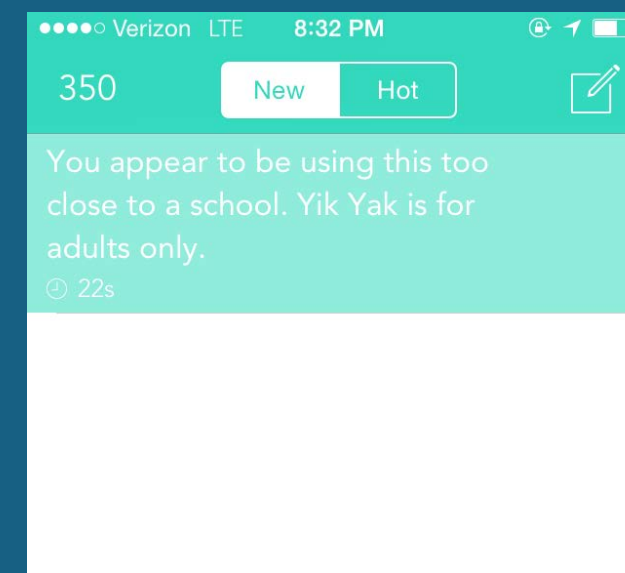 Verizon LTE 8:32 PM
350 New Hot
You appear to be using this too
close to a school. Yik Yak is for
adults only.
22s